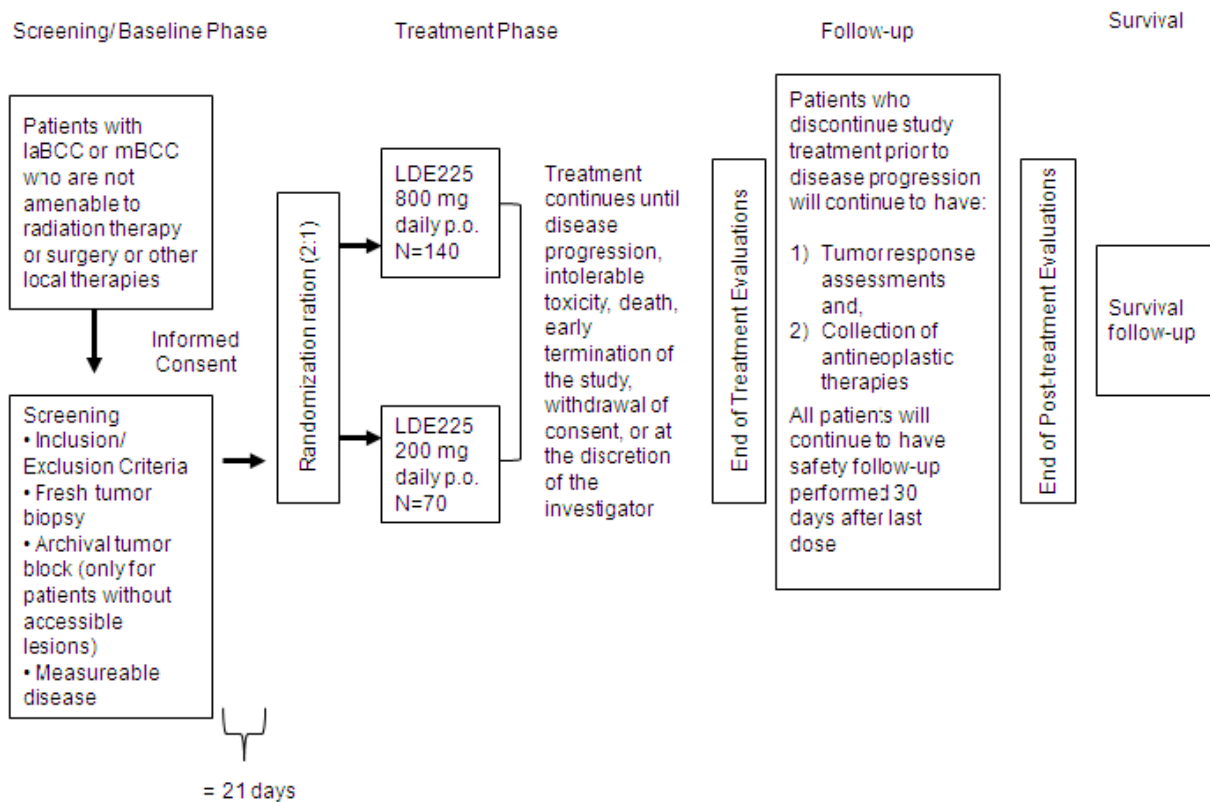 Screening/ Baseline Phase
Treatment Phase
Follow-up
Survival
Patients with
laBCC or mBCC
who are not
amenable to
radiation therapy
or surgery or other
local therapies
Informed
Consent
Screening
• Inclusion/
Exclusion Criteria
• Fresh tumor
biopsy
• Archival tumor
block (only for
patients without
accessible
lesions)
• Measureable
disease
= 21 days
Randomization ration (2:1)
LDE225
800 mg
daily p.o.
N=140
LDE225
200 mg
daily p.o.
N=70
Treatment
continues until
disease
progression,
intolerable
toxicity, death,
early
termination of
the study,
withdrawal of
consent, or at
the discretion
of the
investigator
End of Treatment Evaluations
Patients who
discontinue study
treatment prior to
disease progression
will continue to have:
1) Tumor response
assessments
and,
2) Collection of
antineoplastic
therapies
All patients will
continue to have
safety follow-up
performed 30
days after last
dose
End of Post-treatment Evaluations
Survival
follow-up